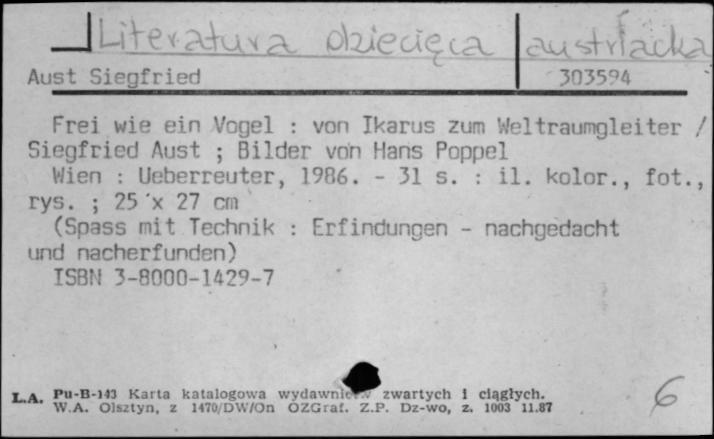 Literatura dziecięca austriacka
Aust Siegfried 303594
Frei wie ein Vogel : von Ikarus zum Weltraumgleiter /
Siegfried Aust ; Bilder von Hans Poppel
Wien : Ueberreuter, 1986. - 31 s. : il. kolor., fot.,
rys. ; 25 x 27 cm
(Spass mit Technik : Erfindungen - nachgedacht
und nacherfunden)
ISBN 3-8000-1429-7
L.A. Pu-B-143 Karta katalogowa wydawnictw zwartych i ciągłych.
W.A. Olsztyn, z 1470/DW/On OZGraf. Z.P. Dz-wo, z. 1003 11.87
6